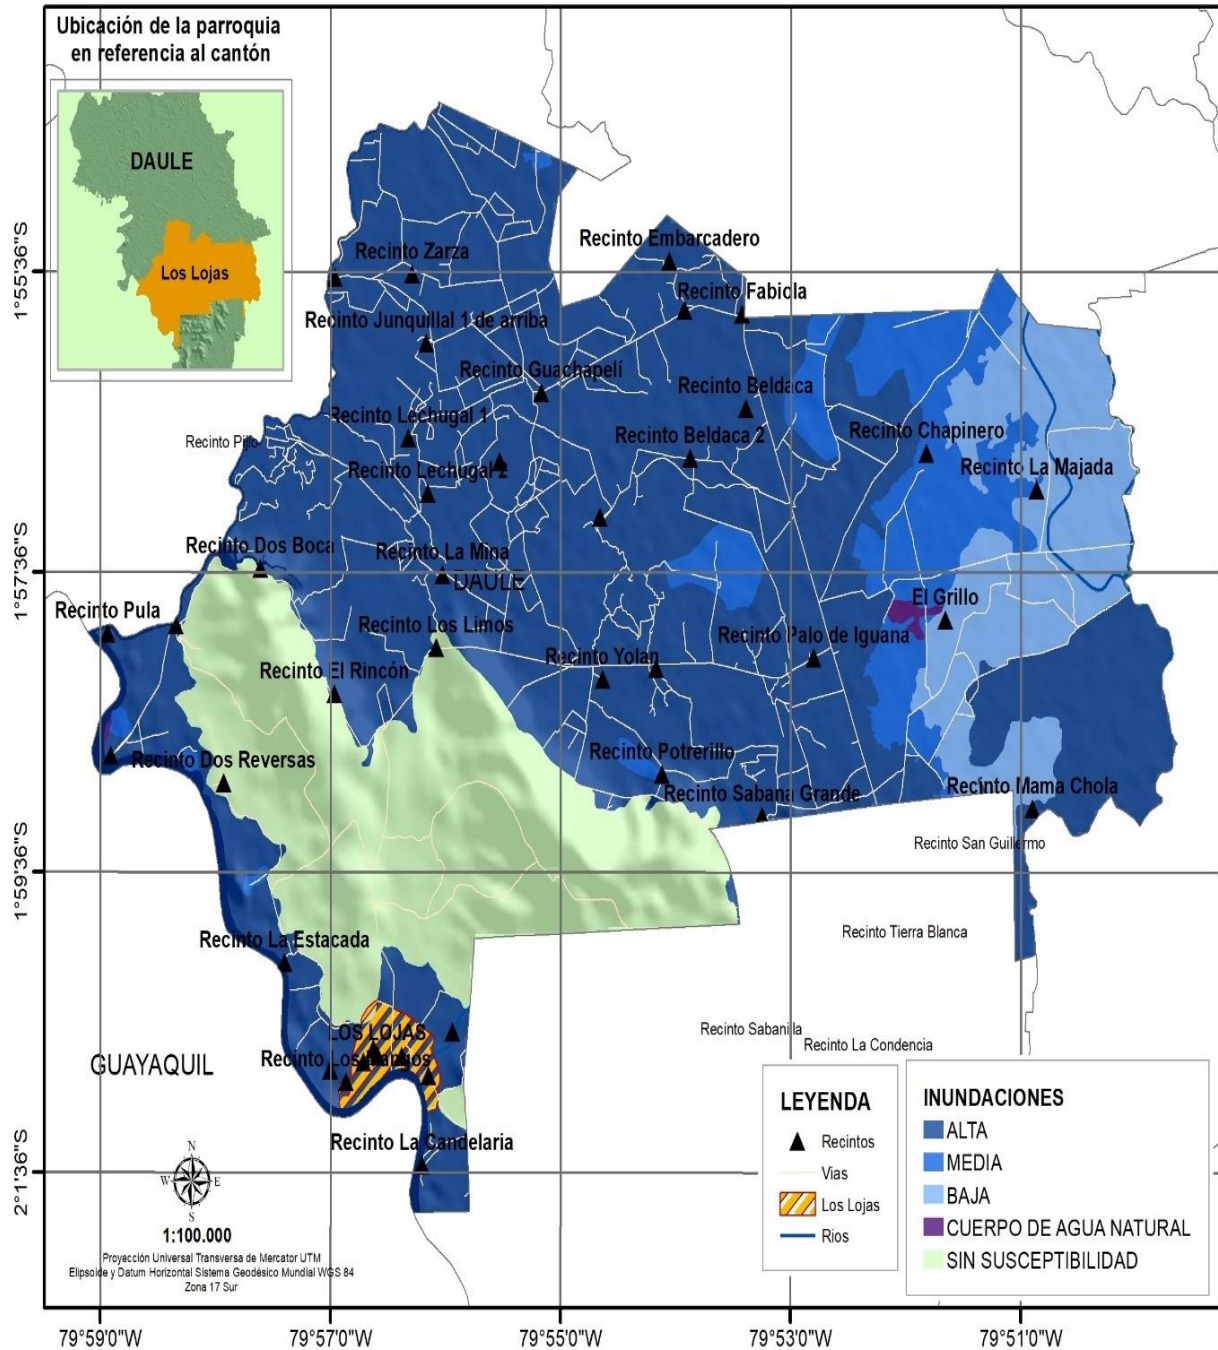 Ubicación de la parroquia
en referencia al cantón
DAULE
Los Lojas
Recinto Embarcadero
Recinto Zarza
Recinto Fabiola
Recinto Junquillal 1 de arriba
Recinto Guachapelí
Recinto Beldaca
Recinto Lechugal 1
Recinto Chapinero
Recinto Pijio
Recinto Beldaca 2
Recinto Lechugal 2
Recinto La Majada
Recinto Dos Boca
Recinto La Mina
DAULE
Recinto Pula
El Grillo
Recinto Los Limos
Recinto Palo de Iguana
Recinto El Rincón
Recinto Yolan
Recinto Dos Reversas
Recinto Potrerillo
Recinto Sabana Grande
Recinto Mama Chola
Recinto San Guillermo
Recinto Tierra Blanca
Recinto La Estacada
Recinto Sabanilla
LOS LOJAS
Recinto La Condencia
Recinto Los Mangos
GUAYAQUIL
Recinto La Candelaria
LEYENDA
Recintos
Vias
Los Lojas
Rios
INUNDACIONES
ALTA
MEDIA
BAJA
CUERPO DE AGUA NATURAL
SIN SUSCEPTIBILIDAD
N
W
E
S
1:100.000
Proyección Universal Transversa de Mercator UTM
Elipsoide y Datum Horizontal Sistema Geodésico Mundial WGS 84
Zona 17 Sur
1°55'36"S
1°57'36"S
1°59'36"S
2°1'36"S
79°59'0"W
79°57'0"W
79°55'0"W
79°53'0"W
79°51'0"W